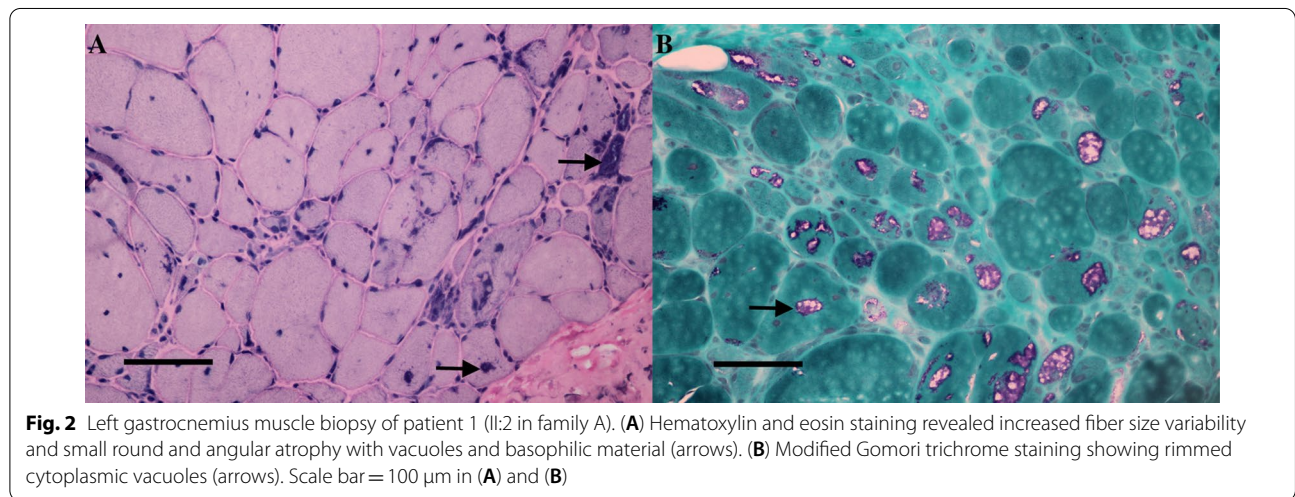 A
B
Fig. 2 Left gastrocnemius muscle biopsy of patient 1 (II:2 in family A). (A) Hematoxylin and eosin staining revealed increased fiber size variability
and small round and angular atrophy with vacuoles and basophilic material (arrows). (B) Modified Gomori trichrome staining showing rimmed
cytoplasmic vacuoles (arrows). Scale bar = 100 μm in (A) and (B)